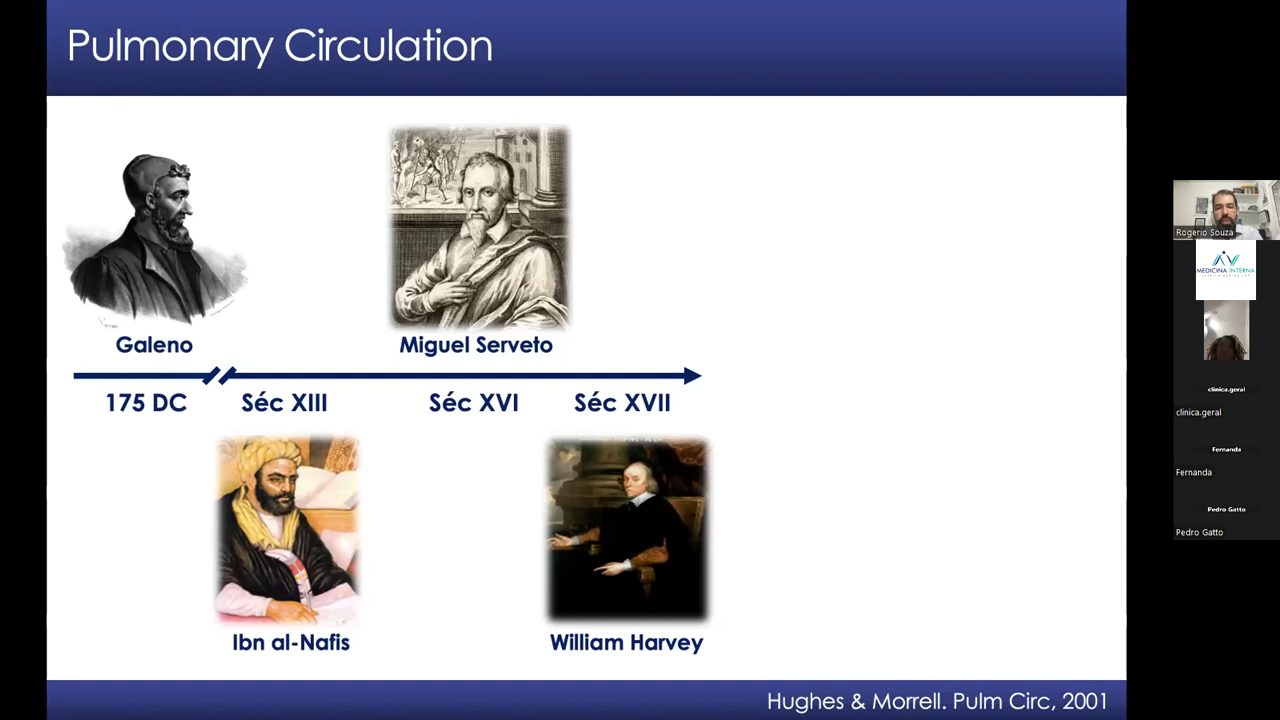 Pulmonary Circulation
Galeno
Miguel Serveto
175 DC
Séc XIII
Séc XVI
Séc XVII
Ibn al-Nafis
William Harvey
Hughes & Morrell. Pulm Circ, 2001
Rogerio Souza
MEDICINA INTERNA
clinica.geral
clinica.geral
Fernanda
Fernanda
Pedro Gatto
Pedro Gatto